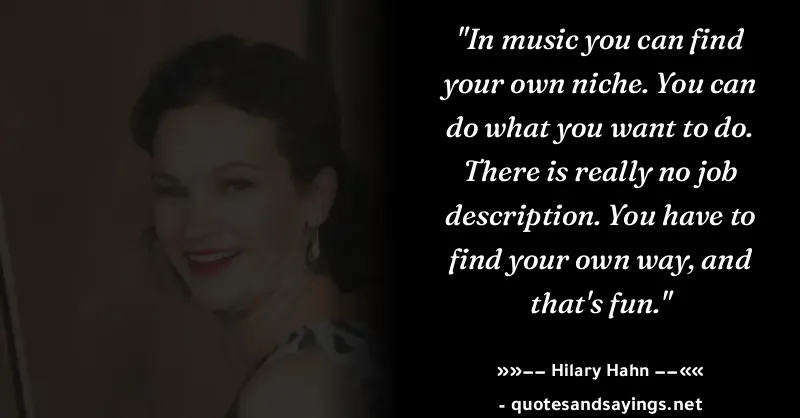 "In music you can find
your own niche. You can
do what you want to do.
There is really no job
description. You have to
find your own way, and
that's fun."
»»−− Hilary Hahn −−««
- quotesandsayings.net